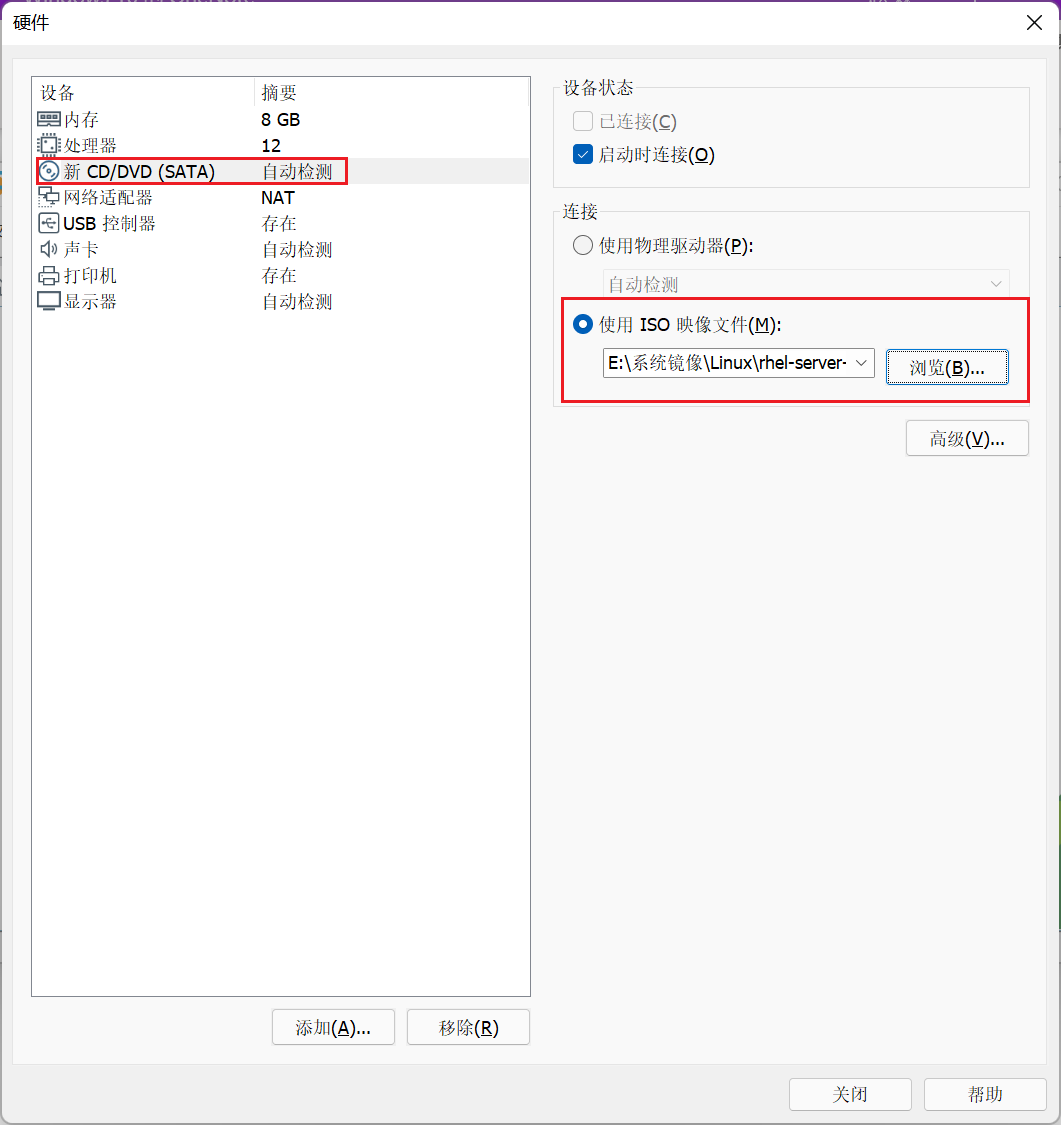 硬件
设备 摘要
内存 8 GB
处理器 12
新 CD/DVD (SATA) 自动检测
网络适配器 NAT
USB 控制器 存在
声卡 自动检测
打印机 存在
显示器 自动检测
添加(A)... 移除(R)
设备状态
已连接(C)
启动时连接(O)
连接
使用物理驱动器(P):
自动检测
使用 ISO 映像文件(M):
E:\系统镜像\Linux\rhel-server-
浏览(B)...
高级(V)...
关闭 帮助